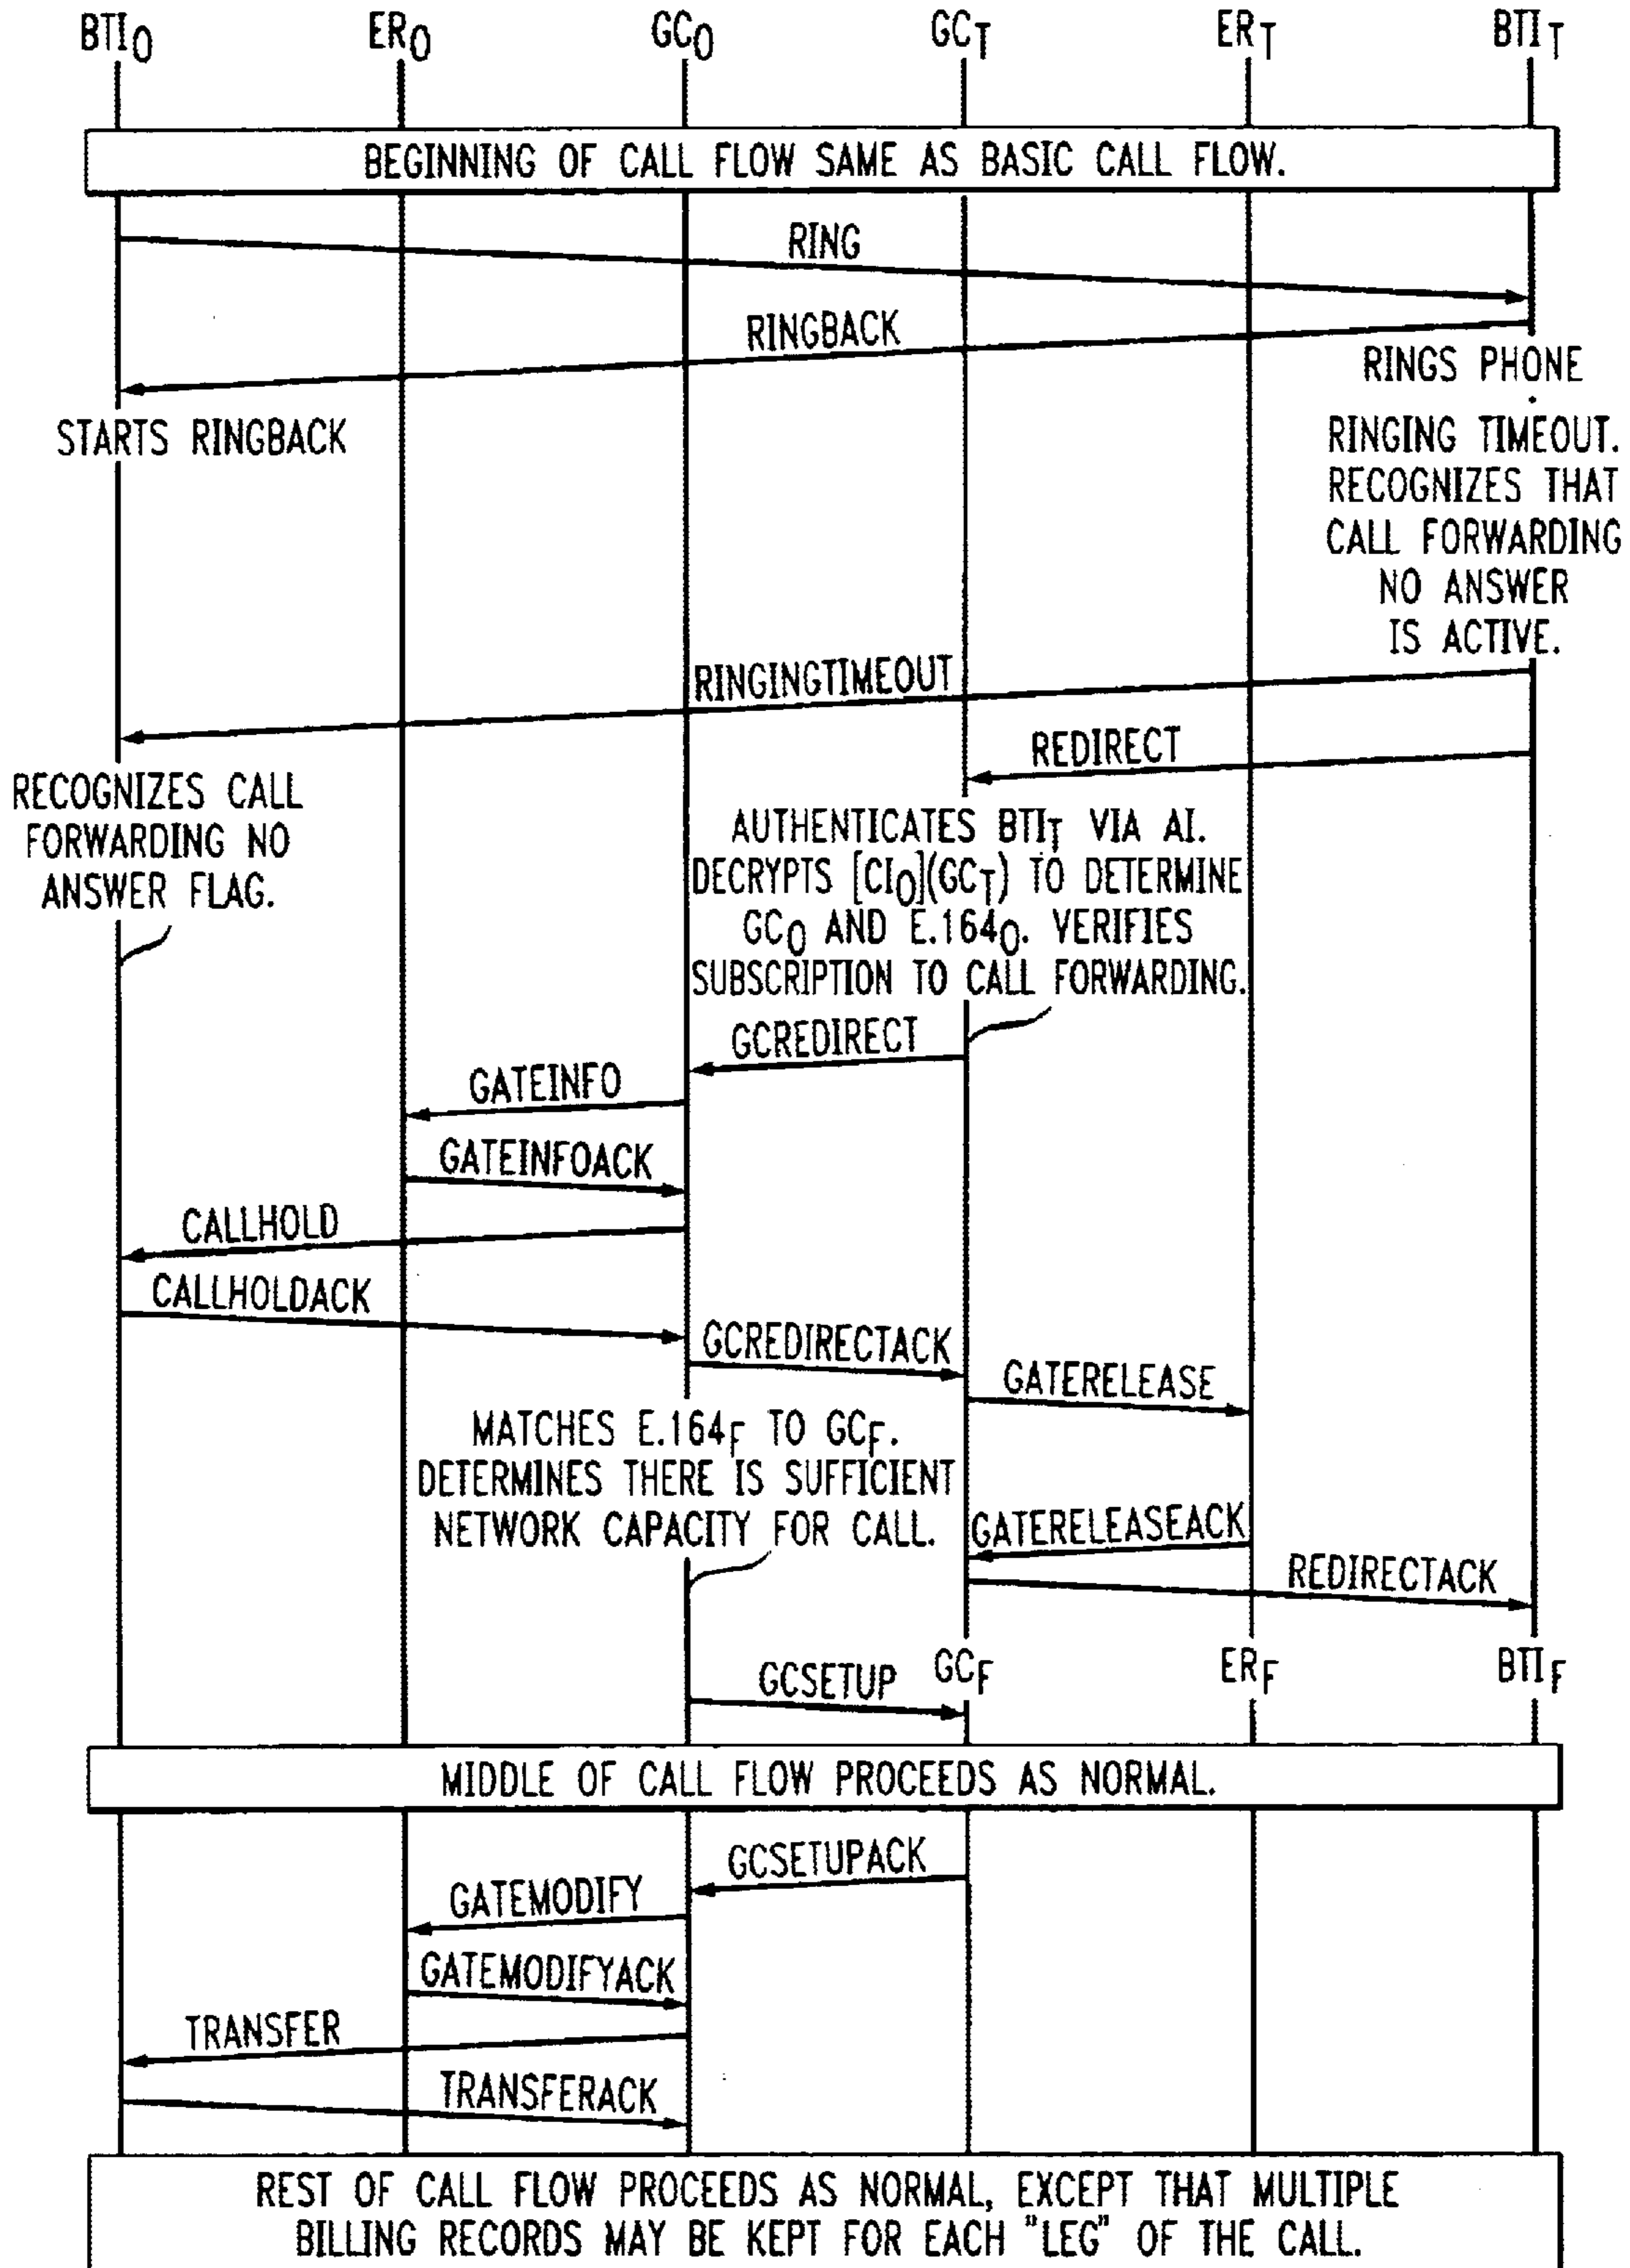 BTIO ERO GCO GCT ERT BTIT
BEGINNING OF CALL FLOW SAME AS BASIC CALL FLOW.
RING
RINGBACK
RINGS PHONE
STARTS RINGBACK
RINGING TIMEOUT.
RECOGNIZES THAT
CALL FORWARDING
NO ANSWER
IS ACTIVE.
RINGINGTIMEOUT
REDIRECT
RECOGNIZES CALL
FORWARDING NO
ANSWER FLAG.
AUTHENTICATES BTIT VIA AI.
DECRYPTS [CIO](GCT) TO DETERMINE
GCO AND E.164O. VERIFIES
SUBSCRIPTION TO CALL FORWARDING.
GCREDIRECT
GATEINFO
GATEINFOACK
CALLHOLD
CALLHOLDACK
GCREDIRECTACK
GATERELEASE
MATCHES E.164F TO GCF.
DETERMINES THERE IS SUFFICIENT
NETWORK CAPACITY FOR CALL.
GATERELEASEACK
REDIRECTACK
GCF ERF BTIF
GCSETUP
MIDDLE OF CALL FLOW PROCEEDS AS NORMAL.
GCSETUPACK
GATEMODIFY
GATEMODIFYACK
TRANSFER
TRANSFERACK
REST OF CALL FLOW PROCEEDS AS NORMAL, EXCEPT THAT MULTIPLE
BILLING RECORDS MAY BE KEPT FOR EACH "LEG" OF THE CALL.